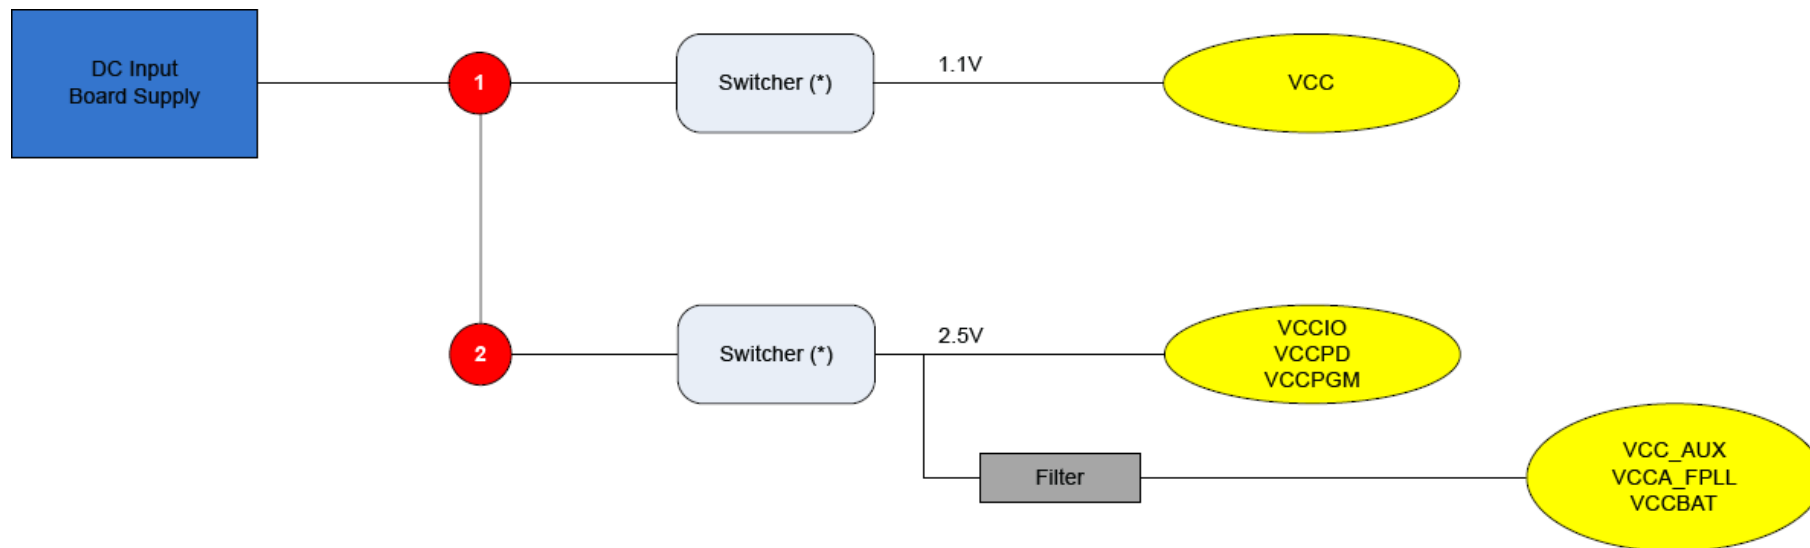 DC Input
Board Supply
1
Switcher (*)
1.1V
VCC
2
Switcher (*)
2.5V
VCCIO
VCCPD
VCCPGM
Filter
VCC_AUX
VCCA_FPLL
VCCBAT